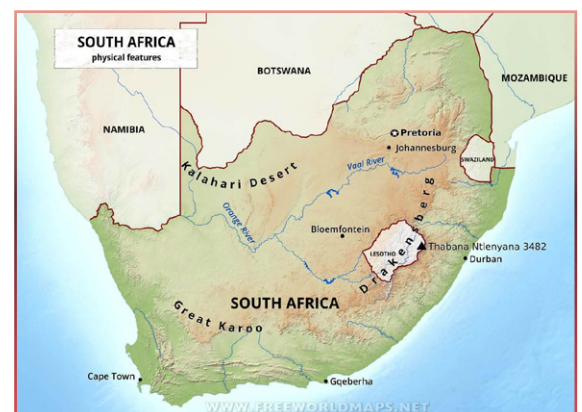 SOUTH AFRICA
physical features
BOTSWANA
MOZAMBIQUE
NAMIBIA
Pretoria
Johannesburg
SWAZILAND
Kalahari Desert
Vaal River
Orange River
Bloemfontein
LESOTHO
Drakensberg
Thabana Ntlenyana 3482
Durban
SOUTH AFRICA
Great Karoo
Cape Town
Gqeberha
WWW.FREEWORLDMAPS.NET